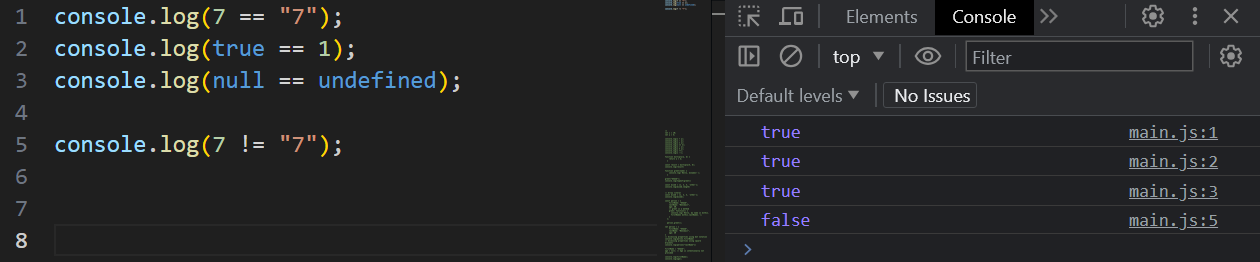 1 console.log(7 == "7");
2 console.log(true == 1);
3 console.log(null == undefined);
4
5 console.log(7 != "7");
6
7
8
Elements Console
top Filter
Default levels No Issues
true main.js:1
true main.js:2
true main.js:3
false main.js:5